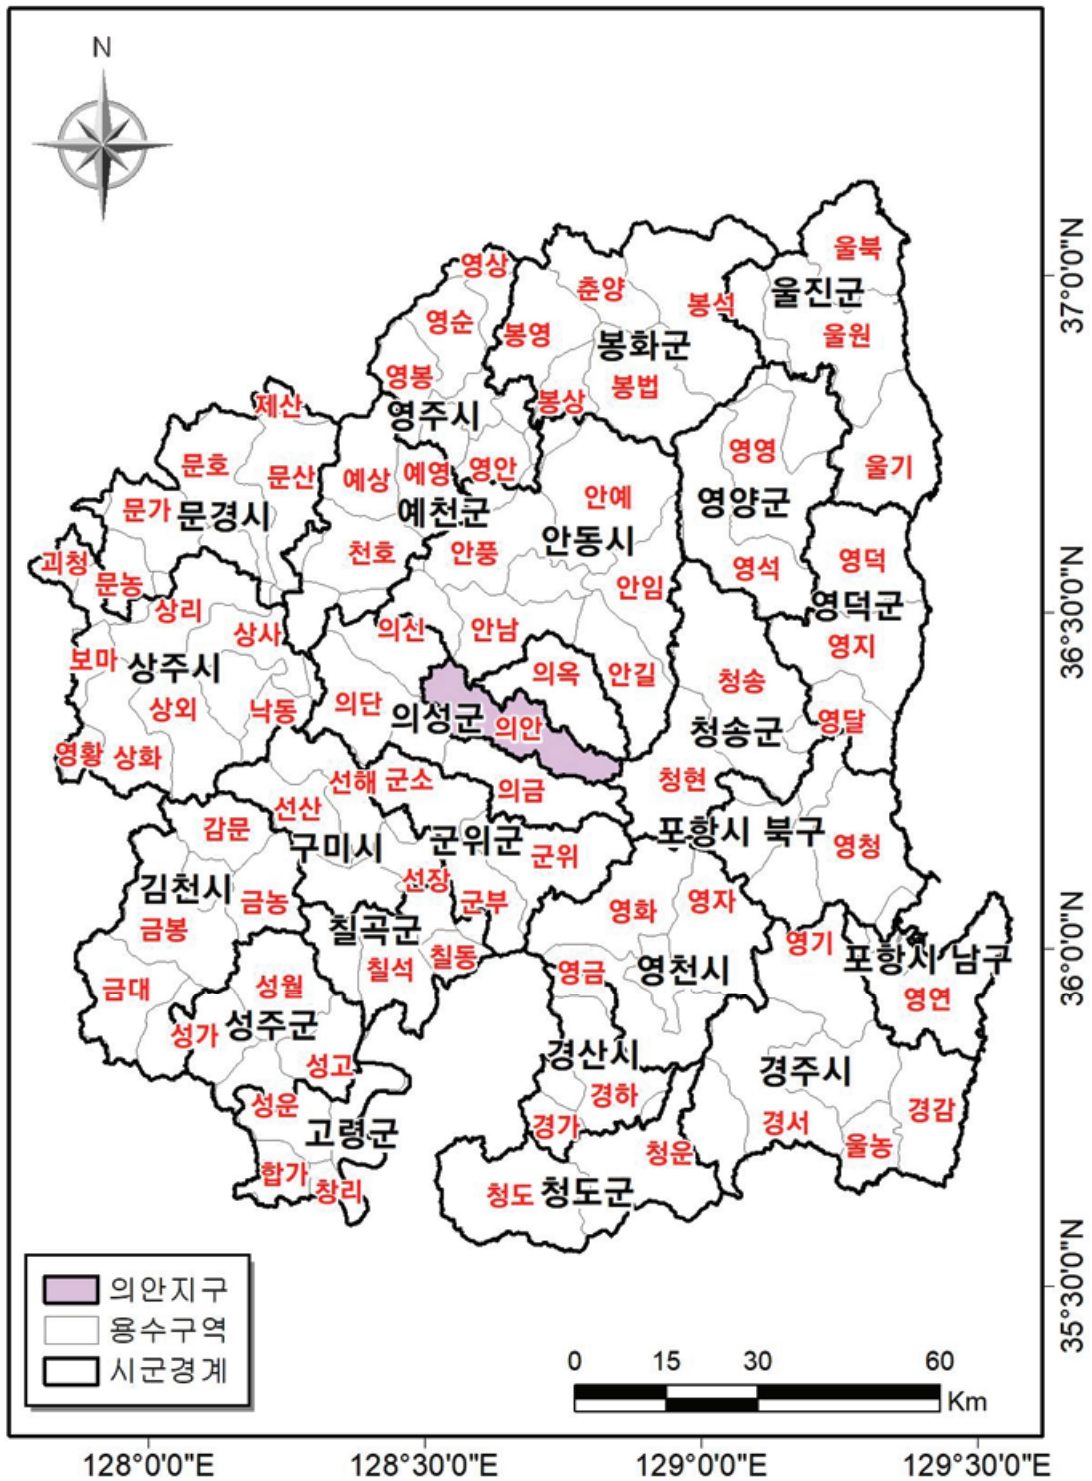 N
울북
영상
춘양
봉석
울진군
영순
봉영
울원
봉화군
영봉
봉법
봉상
제산
영주시
영영
문호
문산
예상
예영
영안
울기
안예
영양군
문가
문경시
예천군
안동시
괴청
문농
천호
안풍
안임
영석
영덕
영덕군
상리
상사
의신
안남
영지
보마
상주시
의옥
안길
청송
의단
상외
낙동
의성군
의안
청송군
영달
영황
상화
선해
군소
의금
청현
선산
감문
구미시
군위군
군위
포항시 북구
영청
김천시
금농
선장
군부
영화
영자
금봉
칠곡군
칠석
칠동
영금
영천시
영기
포항시 남구
금대
성월
영연
성가
성주군
성고
경산시
경주시
성운
고령군
경하
경가
경서
경감
울농
합가
창리
청운
청도
청도군
의안지구
용수구역
시군경계
0 15 30 60
Km
37°0'0"N
36°30'0"N
36°0'0"N
35°30'0"N
128°0'0"E 128°30'0"E 129°0'0"E 129°30'0"E